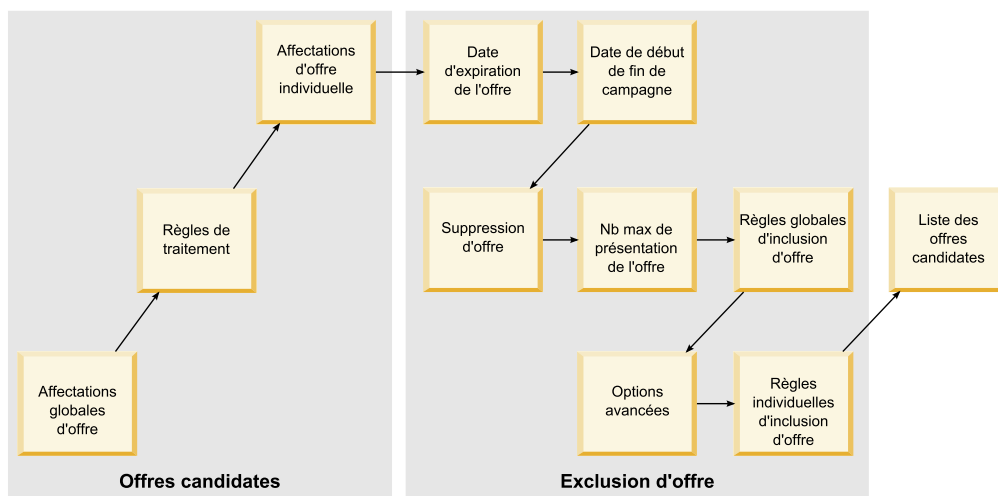 Affectations
d'offre
individuelle
Date
d'expiration
de l'offre
Date de début
de fin de
campagne
Règles de
traitement
Suppression
d'offre
Nb max de
présentation
de l'offre
Règles globales
d'inclusion
d'offre
Liste des
offres
candidates
Affectations
globales
d'offre
Options
avancées
Règles
individuelles
d'inclusion
d'offre
Offres candidates
Exclusion d'offre